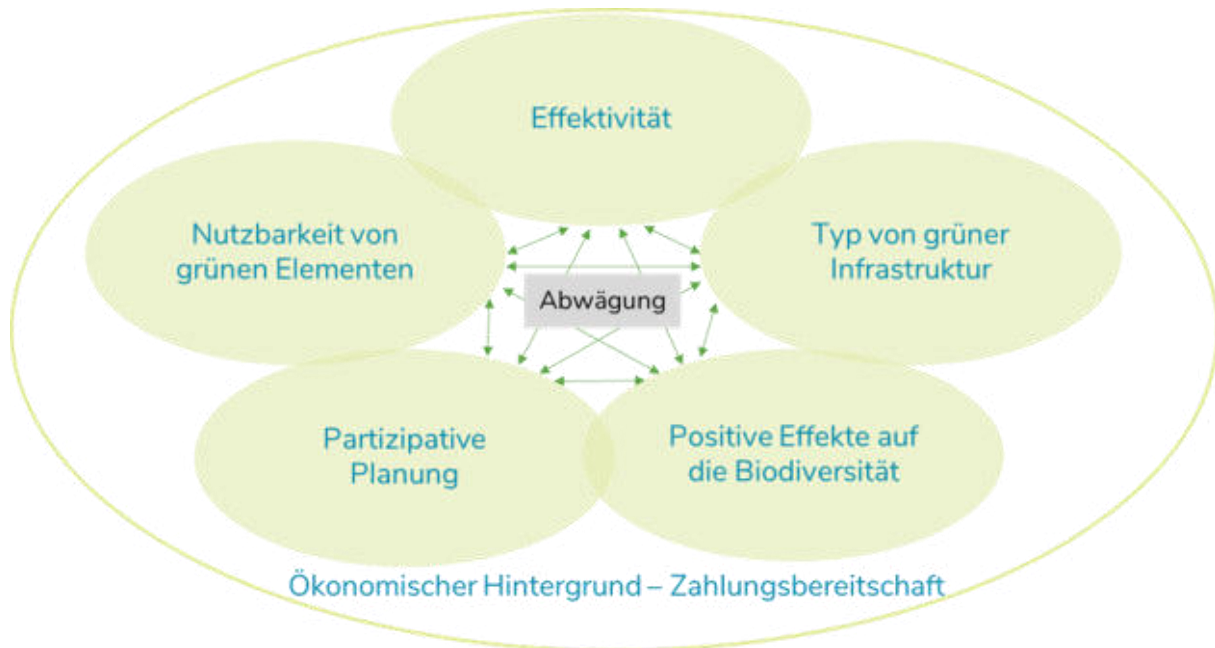 Effektivität
Nutzbarkeit von
grünen Elementen
Typ von grüner
Infrastruktur
Abwägung
Partizipative
Planung
Positive Effekte auf
die Biodiversität
Ökonomischer Hintergrund – Zahlungsbereitschaft